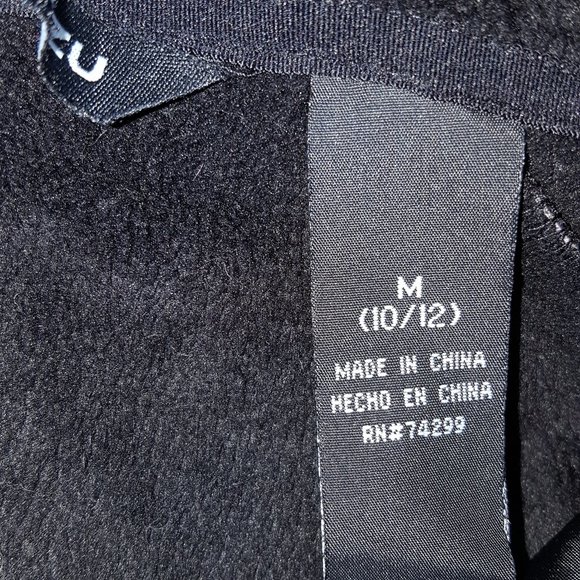 M
(10/12)
MADE IN CHINA
HECHO EN CHINA
RN#74299